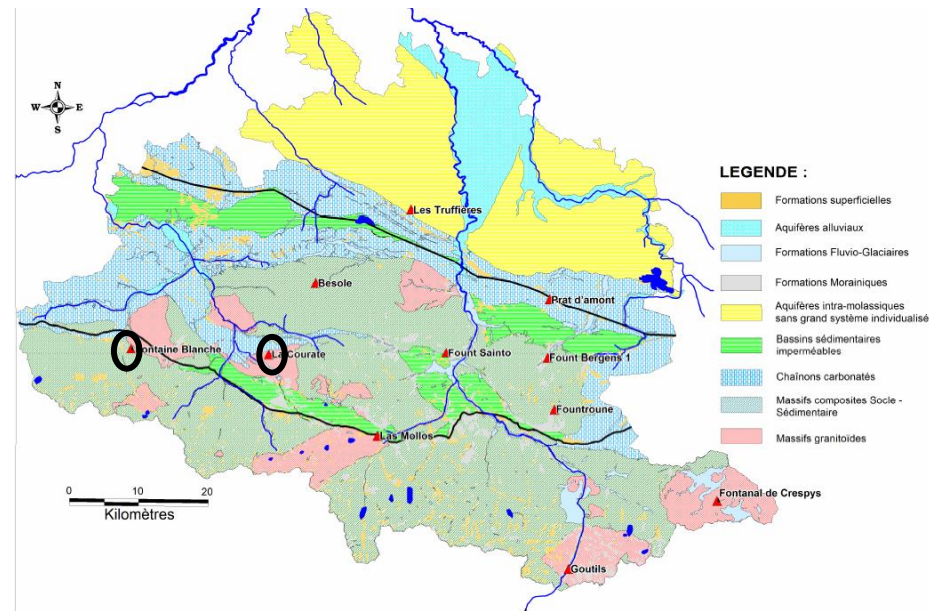 N
W E
S
Les Truffières
Besole
Prat d'amont
Fontaine Blanche
La Courate
Fount Sainto
Fount Bergens 1
Fountroune
Las Mollos
Fontanal de Crespys
Goutils
0 10 20
Kilomètres
LEGENDE :
Formations superficielles
Aquifères alluviaux
Formations Fluvio-Glaciaires
Formations Morainiques
Aquifères intra-molassiques
sans grand système individualisé
Bassins sédimentaires
imperméables
Chaînons carbonatés
Massifs composites Socle -
Sédimentaire
Massifs granitoïdes